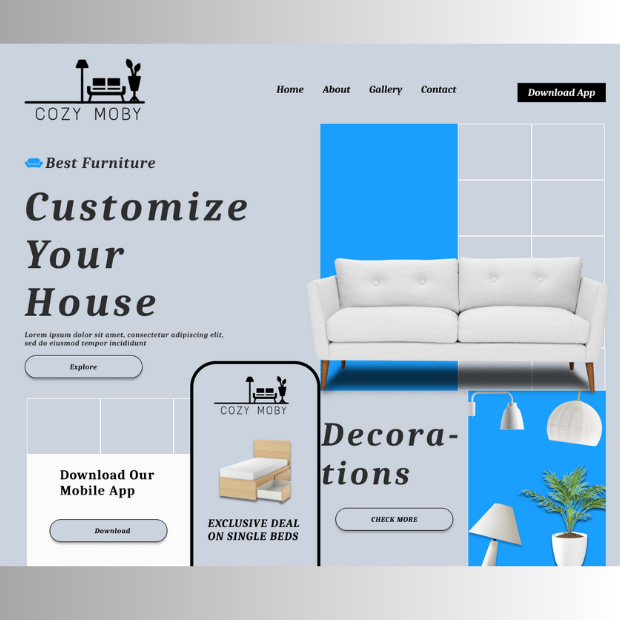 COZY MOBY
Home About Gallery Contact
Download App
Best Furniture
Customize
Your
House
Lorem ipsum dolor sit amet, consectetur adipiscing elit,
sed do eiusmod tempor incididunt
Explore
Download Our
Mobile App
Download
COZY MOBY
EXCLUSIVE DEAL
ON SINGLE BEDS
Decora-
tions
CHECK MORE